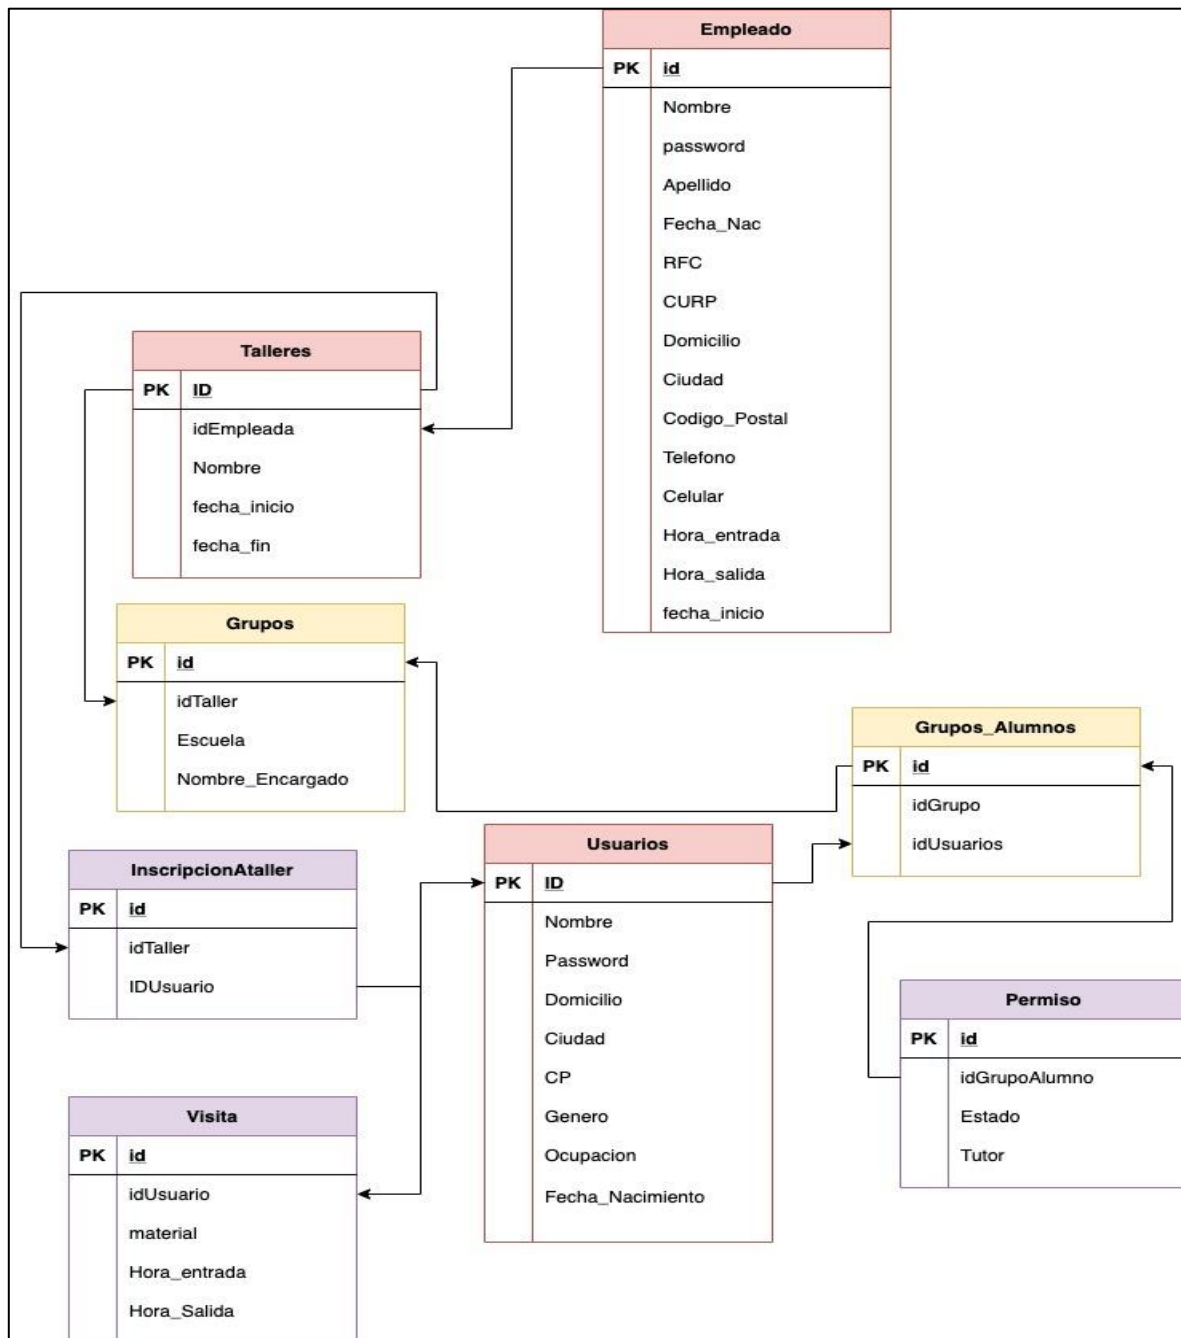 Empleado
PK id
Nombre
password
Apellido
Fecha_Nac
RFC
CURP
Domicilio
Ciudad
Codigo_Postal
Telefono
Celular
Hora_entrada
Hora_salida
fecha_inicio
Talleres
PK ID
idEmpleada
Nombre
fecha_inicio
fecha_fin
Grupos
PK id
idTaller
Escuela
Nombre_Encargado
Grupos_Alumnos
PK id
idGrupo
idUsuarios
InscripcionAtaller
PK id
idTaller
IDUsuario
Usuarios
PK ID
Nombre
Password
Domicilio
Ciudad
CP
Genero
Ocupacion
Fecha_Nacimiento
Permiso
PK id
idGrupoAlumno
Estado
Tutor
Visita
PK id
idUsuario
material
Hora_entrada
Hora_Salida